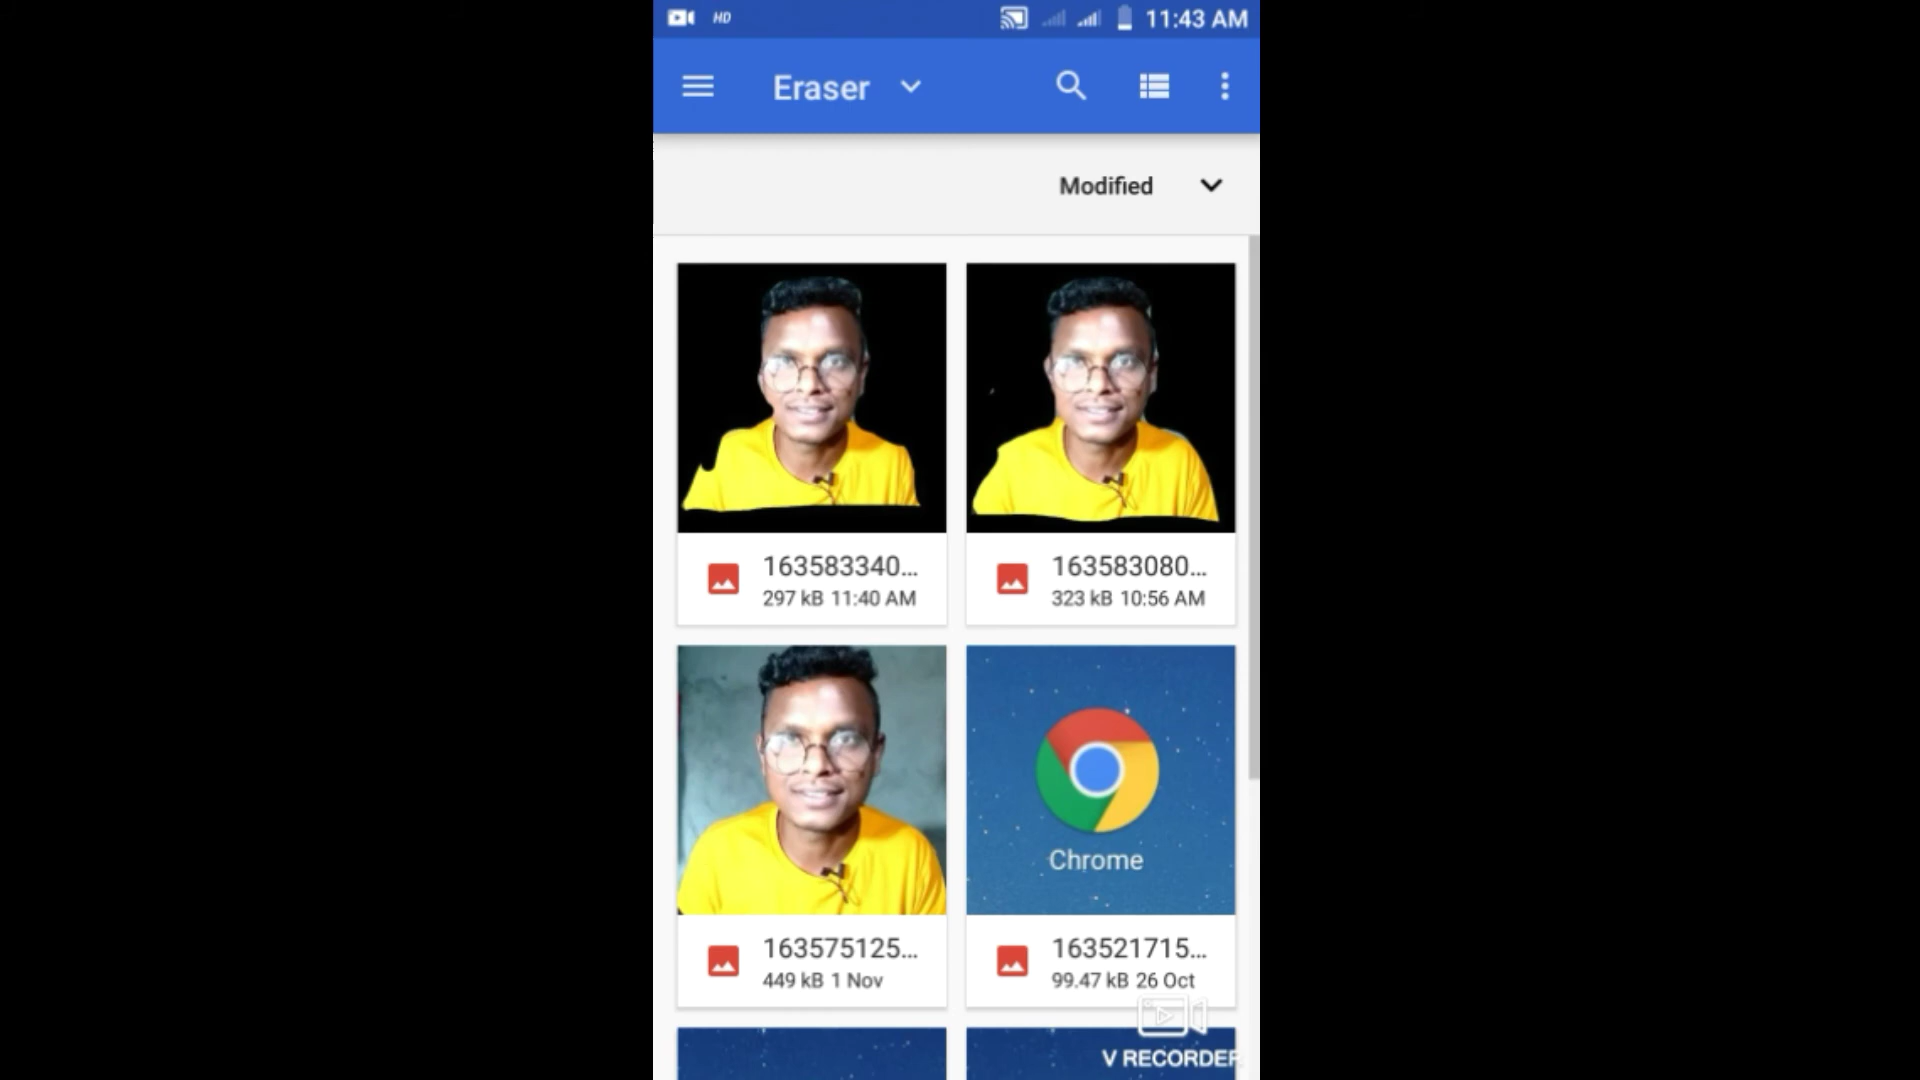 HD
11:43 AM
Eraser
Modified
163583340...
297 kB 11:40 AM
163583080...
323 kB 10:56 AM
Chrome
163575125...
449 kB 1 Nov
163521715...
99.47 kB 26 Oct
V RECORDER